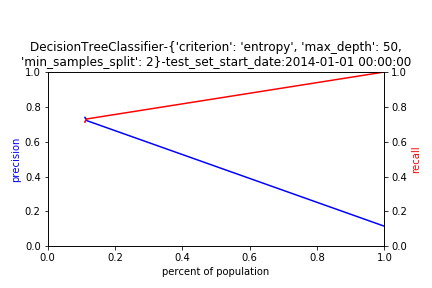 DecisionTreeClassifier-{'criterion': 'entropy', 'max_depth': 50,
'min_samples_split': 2}-test_set_start_date:2014-01-01 00:00:00
1.0
0.8
0.6
0.4
0.2
0.0
precision
1.0
0.8
0.6
0.4
0.2
0.0
recall
0.0 0.2 0.4 0.6 0.8 1.0
percent of population